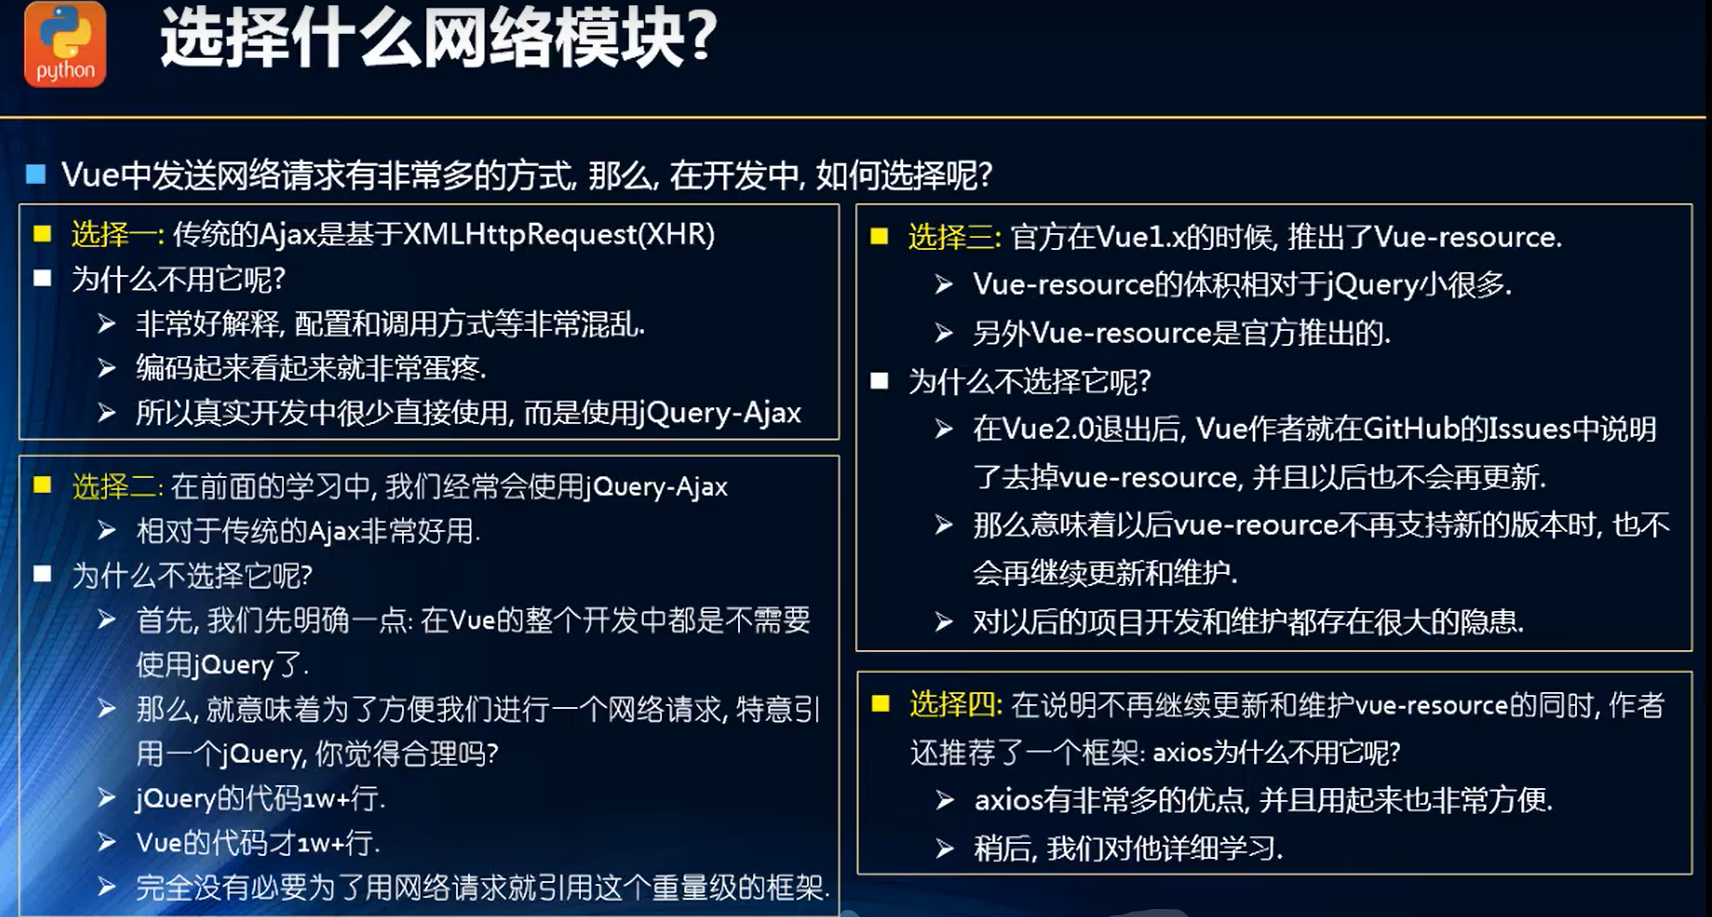 python
选择什么网络模块?
Vue中发送网络请求有非常多的方式, 那么, 在开发中, 如何选择呢?
选择一: 传统的Ajax是基于XMLHttpRequest(XHR)
为什么不用它呢?
非常好解释, 配置和调用方式等非常混乱.
编码起来看起来就非常蛋疼.
所以真实开发中很少直接使用, 而是使用jQuery-Ajax
选择二: 在前面的学习中, 我们经常会使用jQuery-Ajax
相对于传统的Ajax非常好用.
为什么不选择它呢?
首先, 我们先明确一点: 在Vue的整个开发中都是不需要
使用jQuery了.
那么, 就意味着为了方便我们进行一个网络请求, 特意引
用一个jQuery, 你觉得合理吗?
jQuery的代码1w+行.
Vue的代码才1w+行.
完全没有必要为了用网络请求就引用这个重量级的框架.
选择三: 官方在Vue1.x的时候, 推出了Vue-resource.
Vue-resource的体积相对于jQuery小很多.
另外Vue-resource是官方推出的.
为什么不选择它呢?
在Vue2.0退出后, Vue作者就在GitHub的Issues中说明
了去掉vue-resource, 并且以后也不会再更新.
那么意味着以后vue-reource不再支持新的版本时, 也不
会再继续更新和维护.
对以后的项目开发和维护都存在很大的隐患.
选择四: 在说明不再继续更新和维护vue-resource的同时, 作者
还推荐了一个框架: axios为什么不用它呢?
axios有非常多的优点, 并且用起来也非常方便.
稍后, 我们对他详细学习.